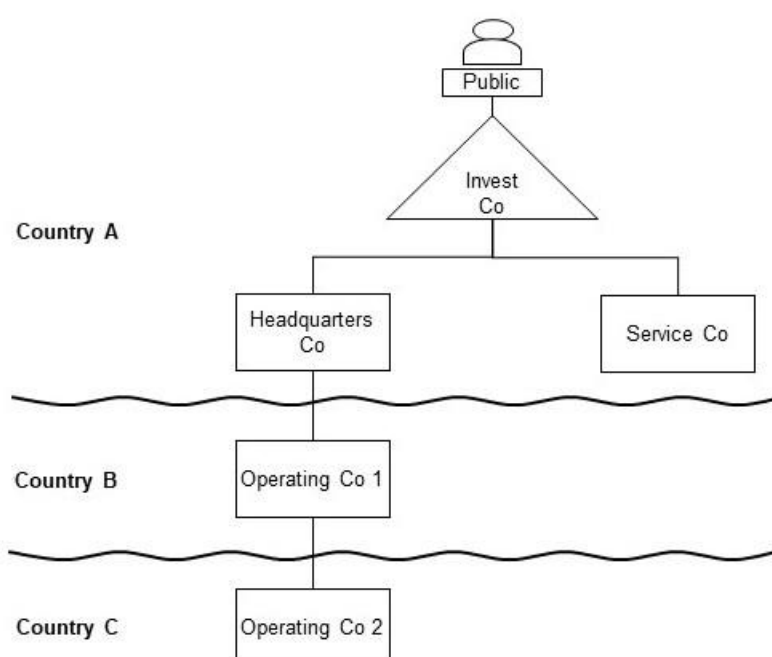 Public
Invest
Co
Country A
Headquarters
Co
Service Co
Country B
Operating Co 1
Country C
Operating Co 2